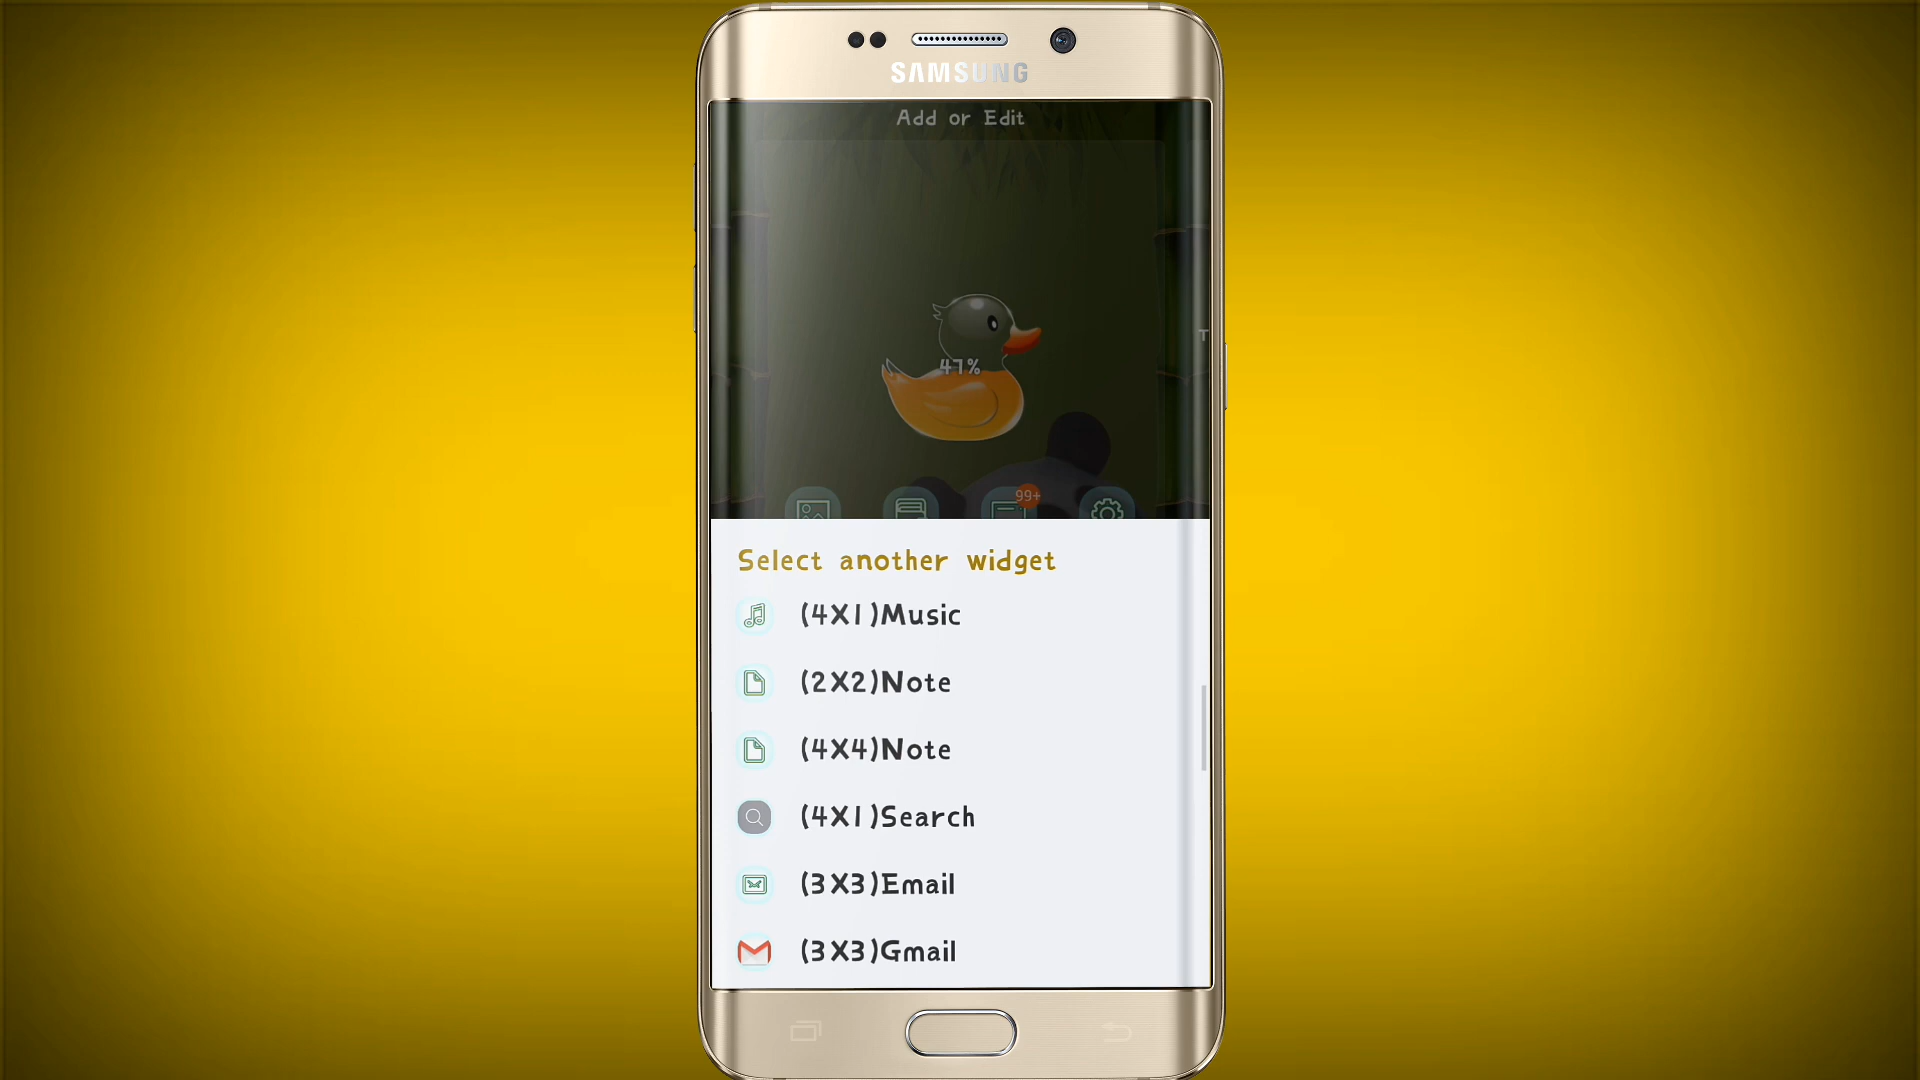 SAMSUNG
Add or Edit
T
47%
99+
Select another widget
(4X1)Music
(2X2)Note
(4X4)Note
(4X1)Search
(3X3)Email
(3X3)Gmail